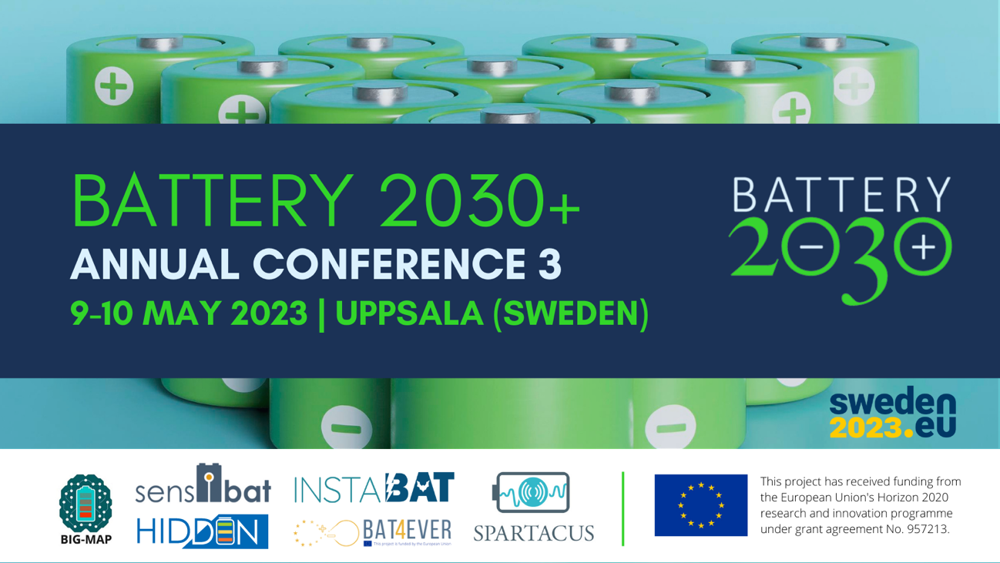 BATTERY 2030+
ANNUAL CONFERENCE 3
9-10 MAY 2023 | UPPSALA (SWEDEN)
BATTERY
2030
sweden
2023.eu
BIG-MAP
sensibat
HIDDEN
INSTABAT
BAT4EVER
This project is funded by the European Union
SPARTACUS
This project has received funding from
the European Union's Horizon 2020
research and innovation programme
under grant agreement No. 957213.